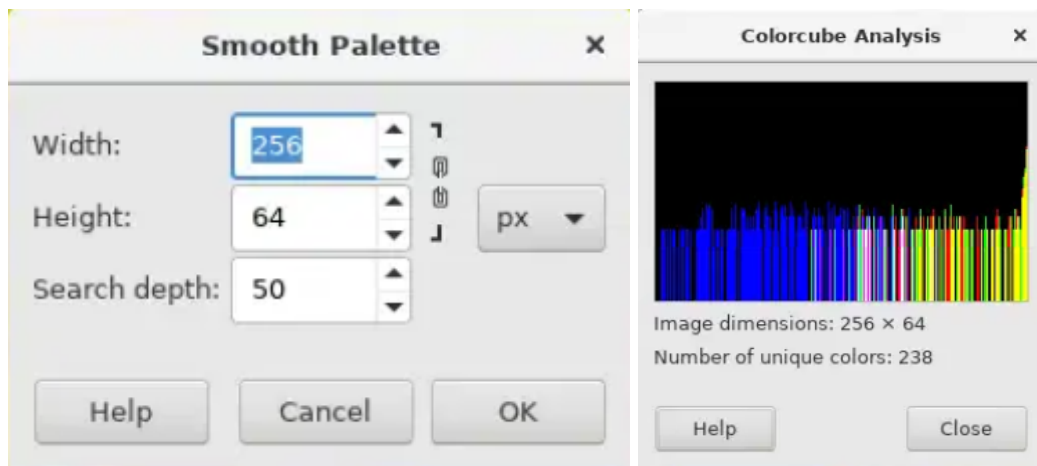 Smooth Palette
Width: 256
Height: 64 px
Search depth: 50
Help Cancel OK
Colorcube Analysis
Image dimensions: 256 × 64
Number of unique colors: 238
Help Close